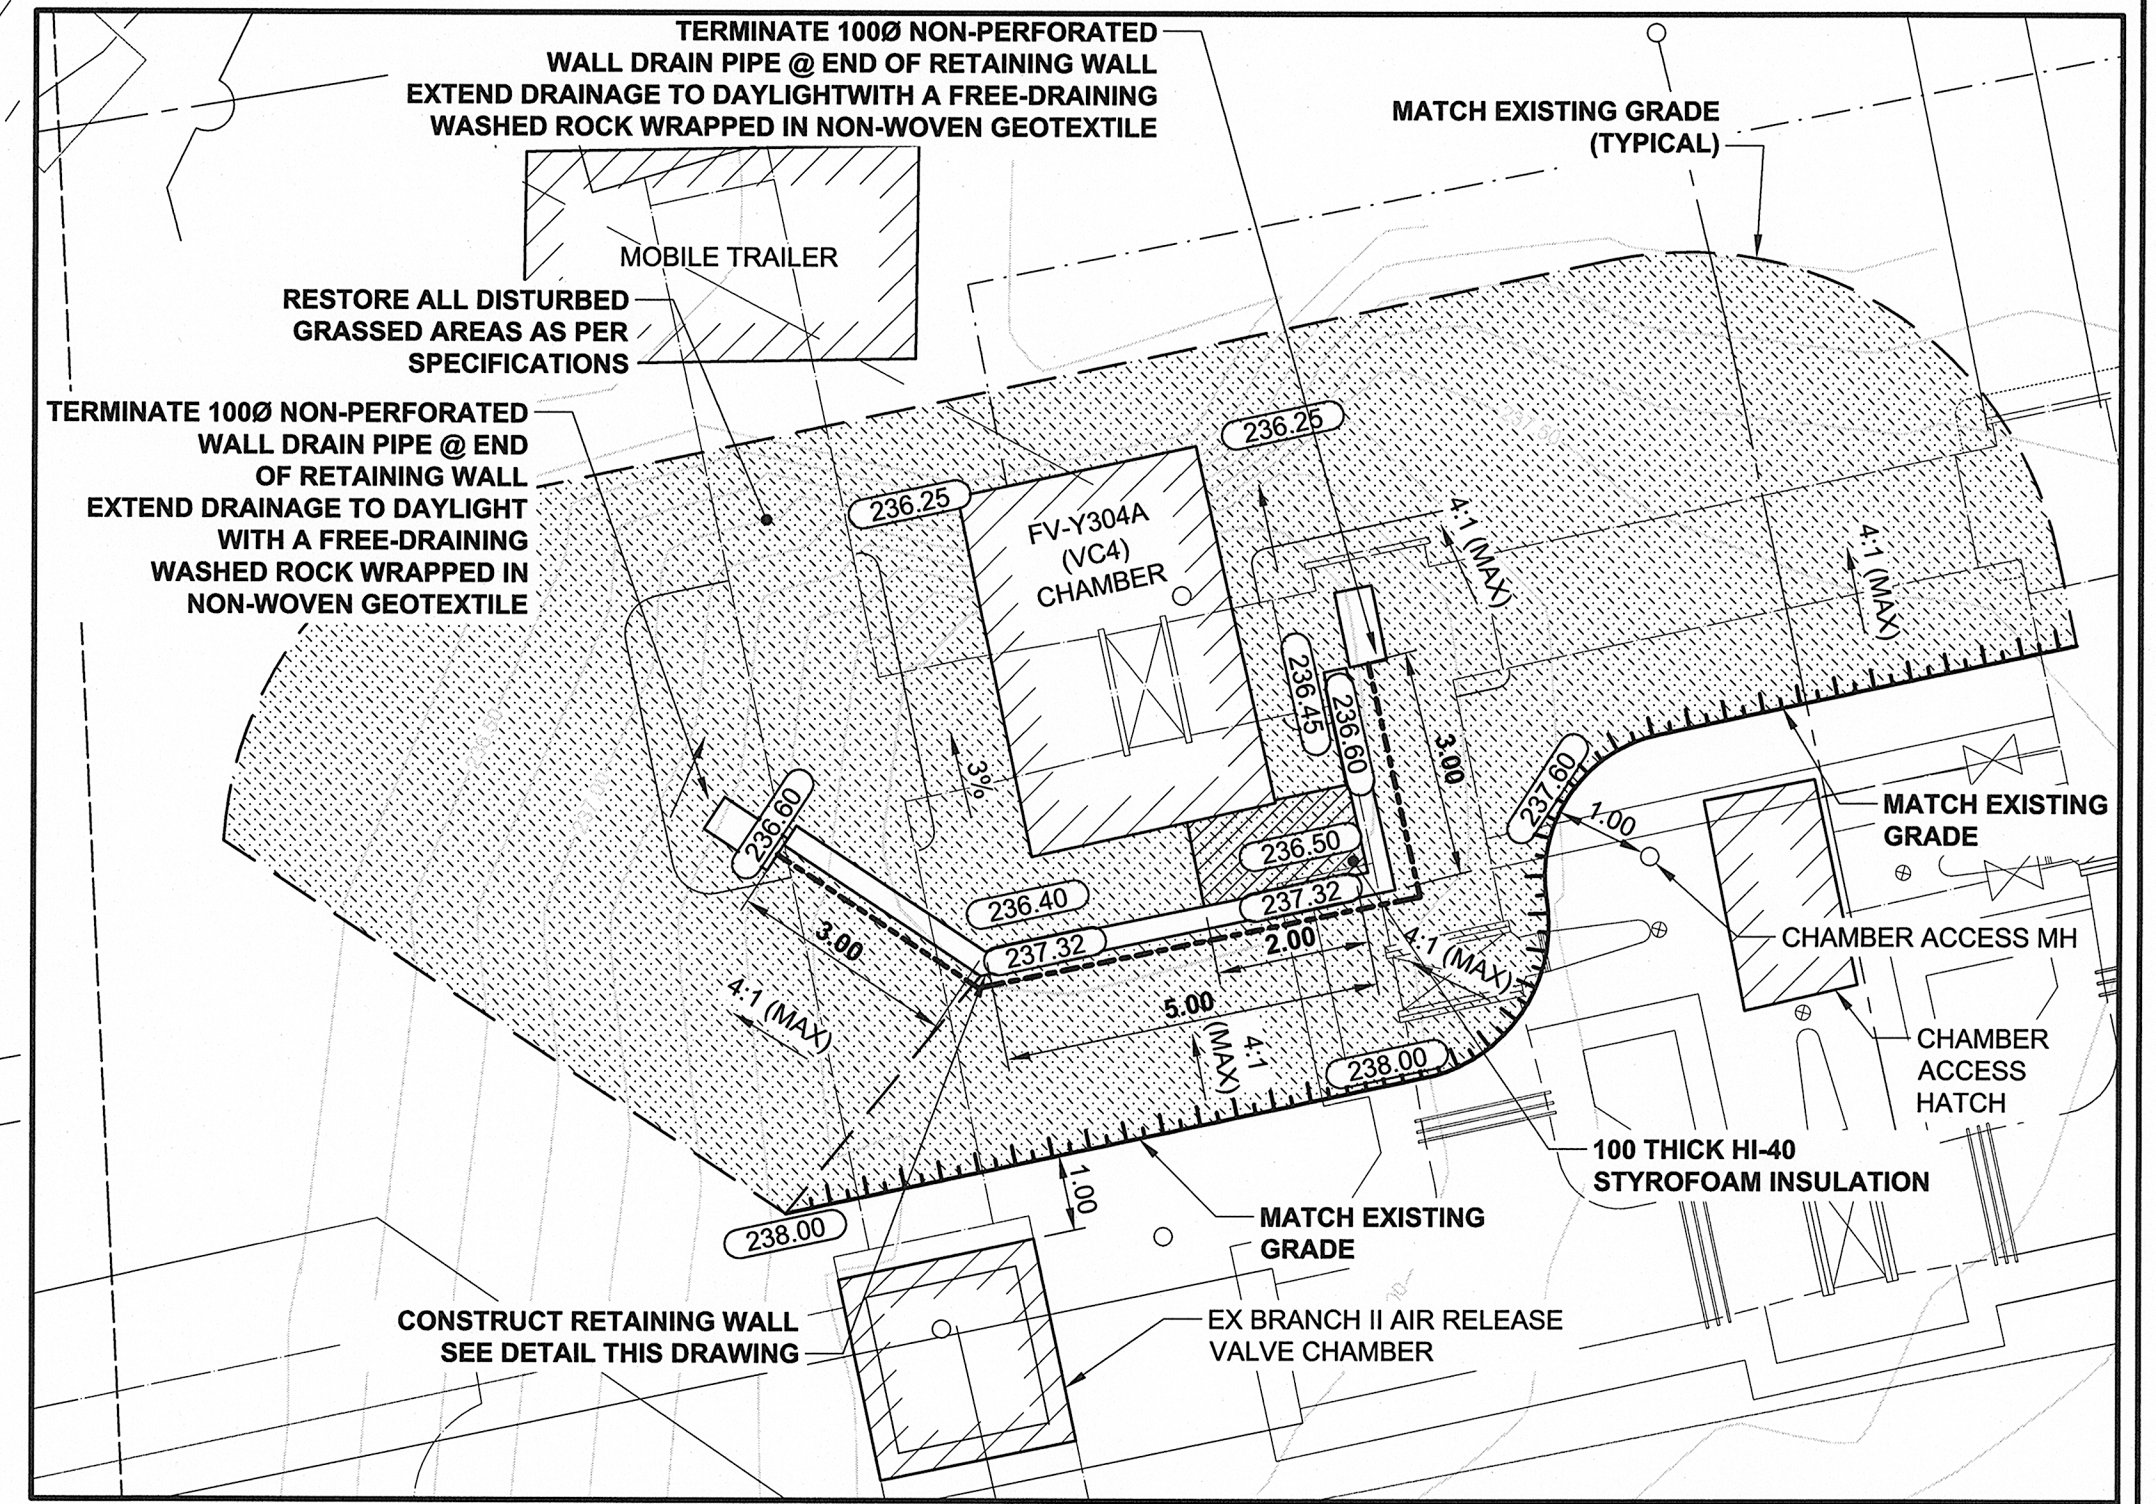 TERMINATE 100Ø NON-PERFORATED
WALL DRAIN PIPE @ END OF RETAINING WALL
EXTEND DRAINAGE TO DAYLIGHTWITH A FREE-DRAINING
WASHED ROCK WRAPPED IN NON-WOVEN GEOTEXTILE
MATCH EXISTING GRADE
(TYPICAL)
MOBILE TRAILER
RESTORE ALL DISTURBED
GRASSED AREAS AS PER
SPECIFICATIONS
TERMINATE 100Ø NON-PERFORATED
WALL DRAIN PIPE @ END
OF RETAINING WALL
EXTEND DRAINAGE TO DAYLIGHT
WITH A FREE-DRAINING
WASHED ROCK WRAPPED IN
NON-WOVEN GEOTEXTILE
236.25
237.50
236.25
FV-Y304A
(VC4)
CHAMBER
4:1 (MAX)
4:1 (MAX)
236.45
236.60
3.00
236.50
237.00
3%
236.60
237.60
1.00
MATCH EXISTING
GRADE
236.50
236.40
237.32
237.32
2.00
3.00
4:1 (MAX)
CHAMBER ACCESS MH
4:1 (MAX)
5.00
4:1
(MAX)
238.00
CHAMBER
ACCESS
HATCH
100 THICK HI-40
STYROFOAM INSULATION
1.00
238.00
MATCH EXISTING
GRADE
CONSTRUCT RETAINING WALL
SEE DETAIL THIS DRAWING
EX BRANCH II AIR RELEASE
VALVE CHAMBER